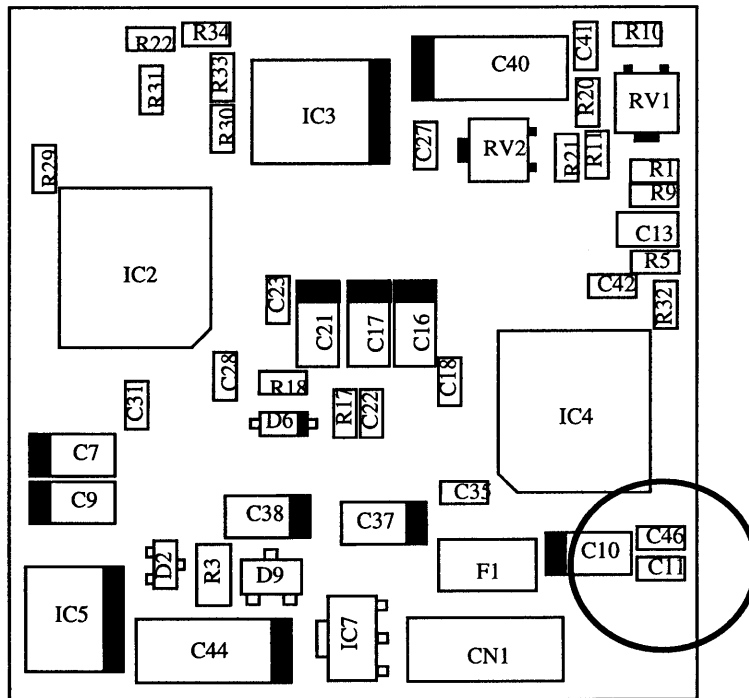 R22
R34
C41
R10
R31
R33
C40
R20
RV1
IC3
R30
C27
RV2
R21
R11
R29
R1
R9
C13
IC2
R5
C23
C42
R32
C21
C17
C16
C28
R18
C18
C31
R17
C22
D6
IC4
C7
C9
C35
C38
C37
C46
C10
C11
D2
R3
D9
F1
IC5
IC7
C44
CN1